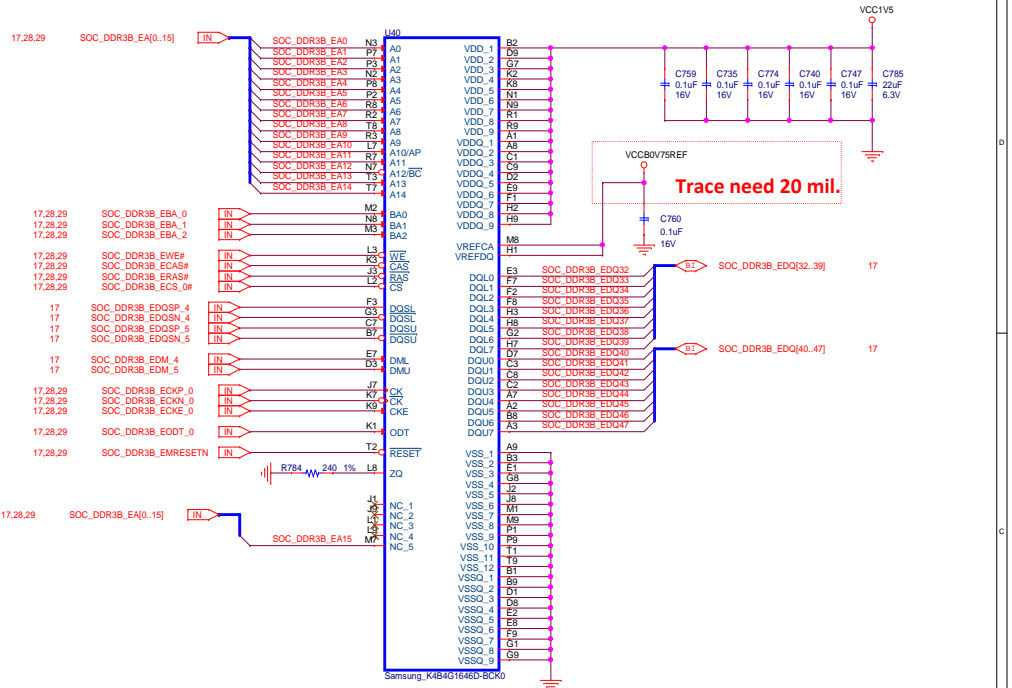 VCC1V5
U40
17,28,29 SOC_DDR3B_EA[0..15] IN
SOC_DDR3B_EA0 N3 A0 VDD_1 B2
SOC_DDR3B_EA1 P7 A1 VDD_2 D9
SOC_DDR3B_EA2 P3 A2 VDD_3 G7
SOC_DDR3B_EA3 N2 A3 VDD_4 K2
SOC_DDR3B_EA4 P8 A4 VDD_5 K8
SOC_DDR3B_EA5 P2 A5 VDD_6 N1
SOC_DDR3B_EA6 R8 A6 VDD_7 N9
SOC_DDR3B_EA7 R2 A7 VDD_8 R1
SOC_DDR3B_EA8 T8 A8 VDD_9 R9
SOC_DDR3B_EA9 R3 A9 VDDQ_1 A1
SOC_DDR3B_EA10 L7 A10/AP VDDQ_2 A8
SOC_DDR3B_EA11 R7 A11 VDDQ_3 C1
SOC_DDR3B_EA12 N7 A12/BC VDDQ_4 C9
SOC_DDR3B_EA13 T3 A13 VDDQ_5 D2
SOC_DDR3B_EA14 T7 A14 VDDQ_6 E9
VDDQ_7 F1
VDDQ_8 H2
VDDQ_9 H9
C759 C735 C774 C740 C747 C785
0.1uF 0.1uF 0.1uF 0.1uF 0.1uF 22uF
16V 16V 16V 16V 16V 6.3V
D
VCCB0V75REF
Trace need 20 mil.
C760
0.1uF
16V
17,28,29 SOC_DDR3B_EBA_0 IN M2 BA0
17,28,29 SOC_DDR3B_EBA_1 IN N8 BA1
17,28,29 SOC_DDR3B_EBA_2 IN M3 BA2
VREFCA M8
VREFDQ H1
17,28,29 SOC_DDR3B_EWE# IN L3 WE
17,28,29 SOC_DDR3B_ECAS# IN K3 CAS
17,28,29 SOC_DDR3B_ERAS# IN J3 RAS
17,28,29 SOC_DDR3B_ECS_0# IN L2 CS
17 SOC_DDR3B_EDQSP_4 IN F3 DQSL
17 SOC_DDR3B_EDQSN_4 IN G3 DQSL
17 SOC_DDR3B_EDQSP_5 IN C7 DQSU
17 SOC_DDR3B_EDQSN_5 IN B7 DQSU
17 SOC_DDR3B_EDM_4 IN E7 DML
17 SOC_DDR3B_EDM_5 IN D3 DMU
17,28,29 SOC_DDR3B_ECKP_0 IN J7 CK
17,28,29 SOC_DDR3B_ECKN_0 IN K7 CK
17,28,29 SOC_DDR3B_ECKE_0 IN K9 CKE
17,28,29 SOC_DDR3B_EODT_0 IN K1 ODT
17,28,29 SOC_DDR3B_EMRESETN IN T2 RESET
R784 240 1% L8 ZQ
DQL0 E3 SOC_DDR3B_EDQ32
DQL1 F7 SOC_DDR3B_EDQ33
DQL2 F2 SOC_DDR3B_EDQ34
DQL3 F8 SOC_DDR3B_EDQ35
DQL4 H3 SOC_DDR3B_EDQ36
DQL5 H8 SOC_DDR3B_EDQ37
DQL6 G2 SOC_DDR3B_EDQ38
DQL7 H7 SOC_DDR3B_EDQ39
DQU0 D7 SOC_DDR3B_EDQ40
DQU1 C3 SOC_DDR3B_EDQ41
DQU2 C8 SOC_DDR3B_EDQ42
DQU3 C2 SOC_DDR3B_EDQ43
DQU4 A7 SOC_DDR3B_EDQ44
DQU5 A2 SOC_DDR3B_EDQ45
DQU6 B8 SOC_DDR3B_EDQ46
DQU7 A3 SOC_DDR3B_EDQ47
BI SOC_DDR3B_EDQ[32..39] 17
BI SOC_DDR3B_EDQ[40..47] 17
J1 NC_1
J9 NC_2
L1 NC_3
L9 NC_4
17,28,29 SOC_DDR3B_EA[0..15] IN
SOC_DDR3B_EA15 M7 NC_5
VSS_1 A9
VSS_2 B3
VSS_3 E1
VSS_4 G8
VSS_5 J2
VSS_6 J8
VSS_7 M1
VSS_8 M9
VSS_9 P1
VSS_10 P9
VSS_11 T1
VSS_12 T9
VSSQ_1 B1
VSSQ_2 B9
VSSQ_3 D1
VSSQ_4 D8
VSSQ_5 E2
VSSQ_6 E8
VSSQ_7 F9
VSSQ_8 G1
VSSQ_9 G9
C
Samsung_K4B4G1646D-BCK0